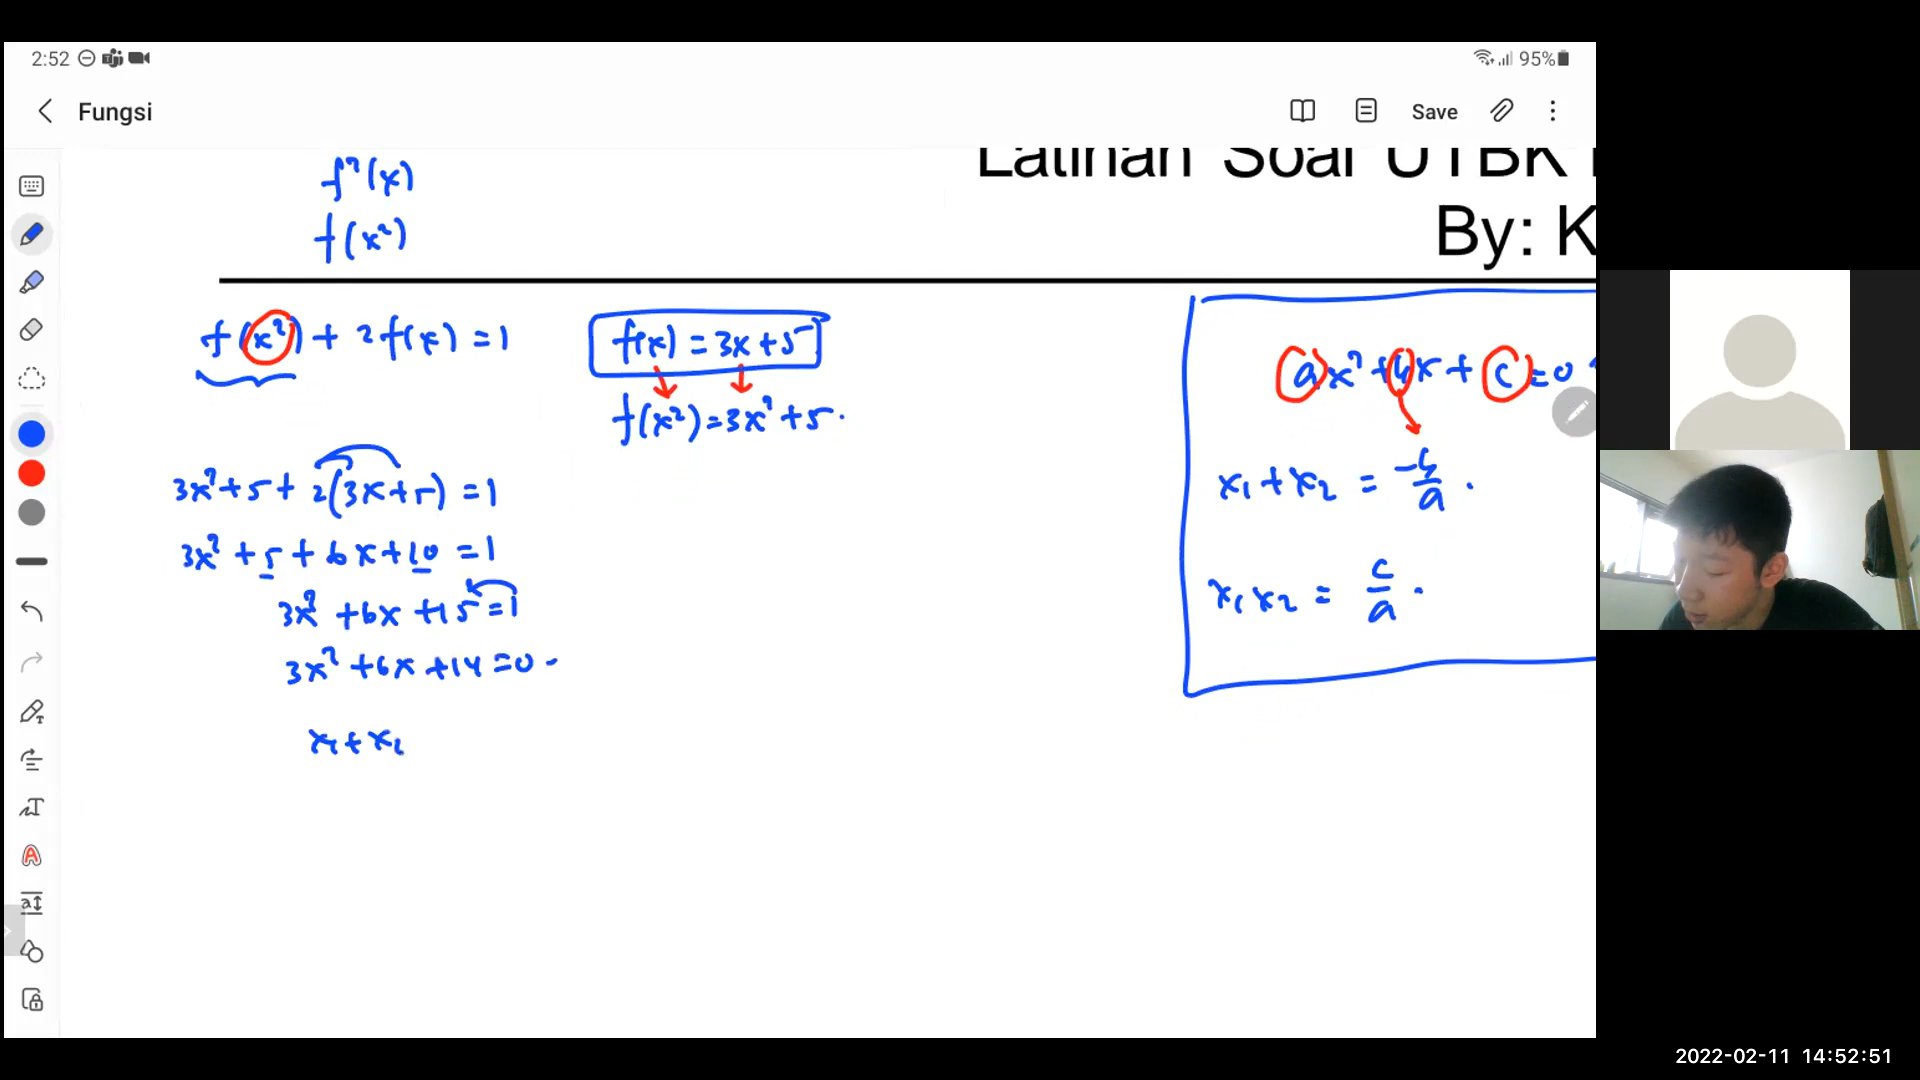 2:52 95%
Fungsi Save
Latihan Soal UTBK
By: K
f²(x)
f(x²)
f(x²) + 2f(x) = 1
f(x) = 3x + 5
f(x²) = 3x² + 5.
3x² + 5 + 2(3x + 5) = 1
3x² + 5 + 6x + 10 = 1
3x² + 6x + 15 = 1
3x² + 6x + 14 = 0
x₁ + x₂
ax² + bx + c = 0
x₁ + x₂ = -b/a.
x₁x₂ = c/a.
2022-02-11 14:52:51